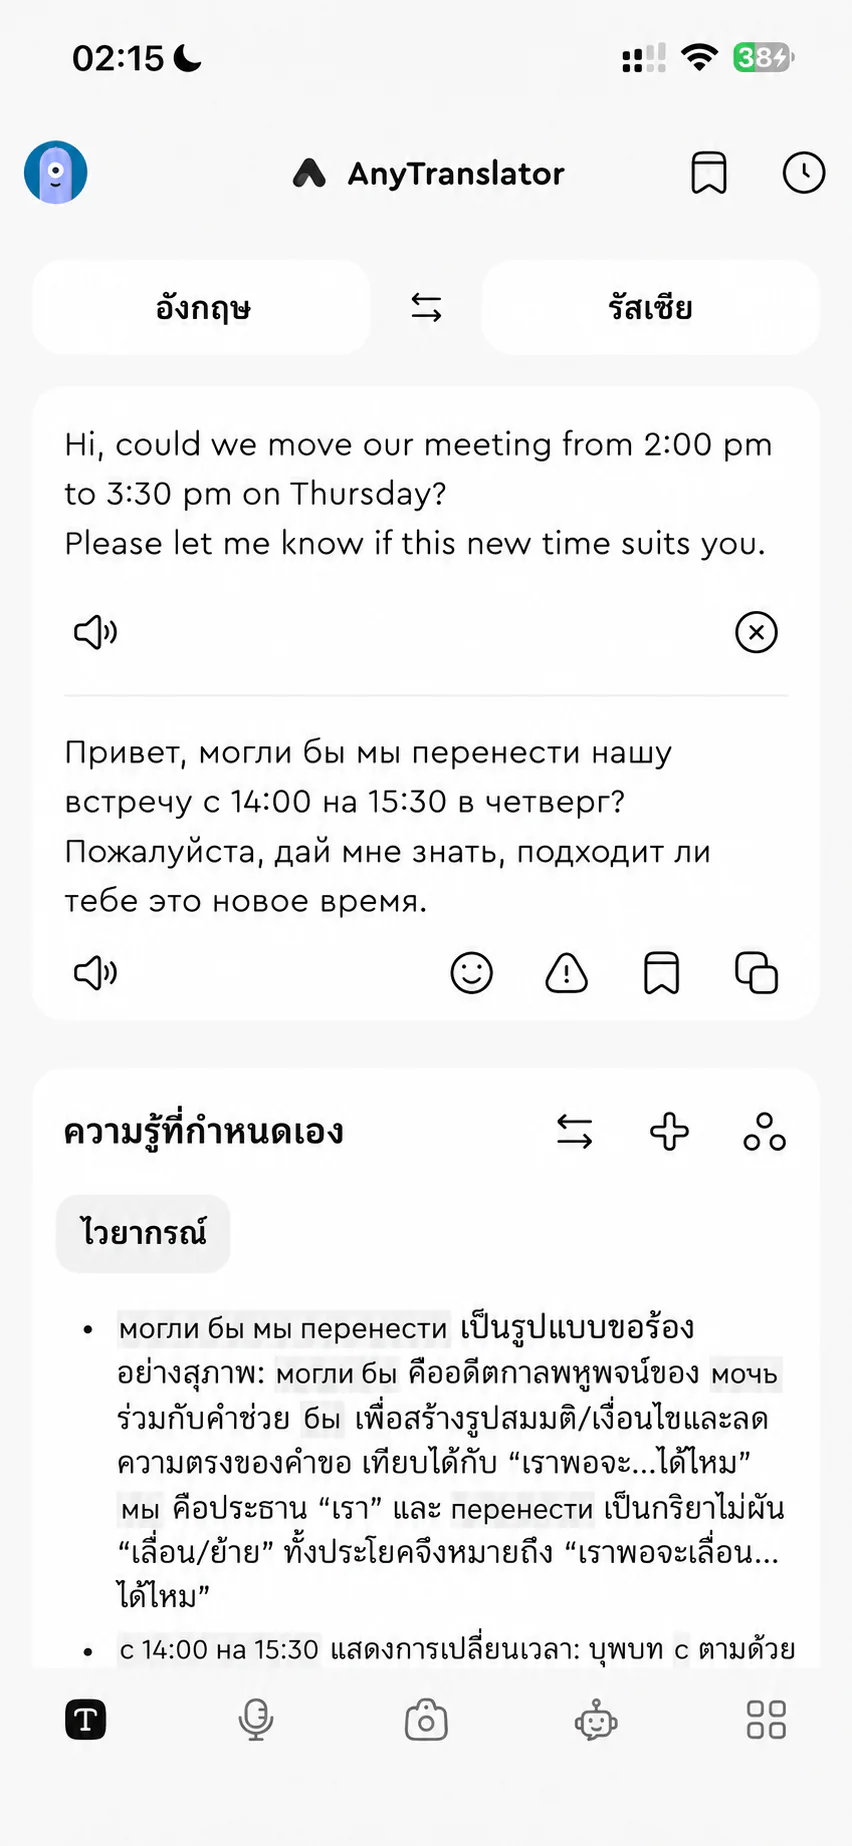 02:15
38
AnyTranslator
อังกฤษ
รัสเซีย
Hi, could we move our meeting from 2:00 pm
to 3:30 pm on Thursday?
Please let me know if this new time suits you.
Привет, могли бы мы перенести нашу
встречу с 14:00 на 15:30 в четверг?
Пожалуйста, дай мне знать, подходит ли
тебе это новое время.
ความรู้ที่กำหนดเอง
ไวยากรณ์
• могли бы мы перенести เป็นรูปแบบขอร้อง
อย่างสุภาพ: могли бы คืออดีตกาลพหูพจน์ของ мочь
ร่วมกับคำช่วย бы เพื่อสร้างรูปสมมติ/เงื่อนไขและลด
ความตรงของคำขอ เทียบได้กับ “เราพอจะ...ได้ไหม”
мы คือประธาน “เรา” และ перенести เป็นกริยาไม่ผัน
“เลื่อน/ย้าย” ทั้งประโยคจึงหมายถึง “เราพอจะเลื่อน...
ได้ไหม”
• с 14:00 на 15:30 แสดงการเปลี่ยนเวลา: บุพบท с ตามด้วย
T